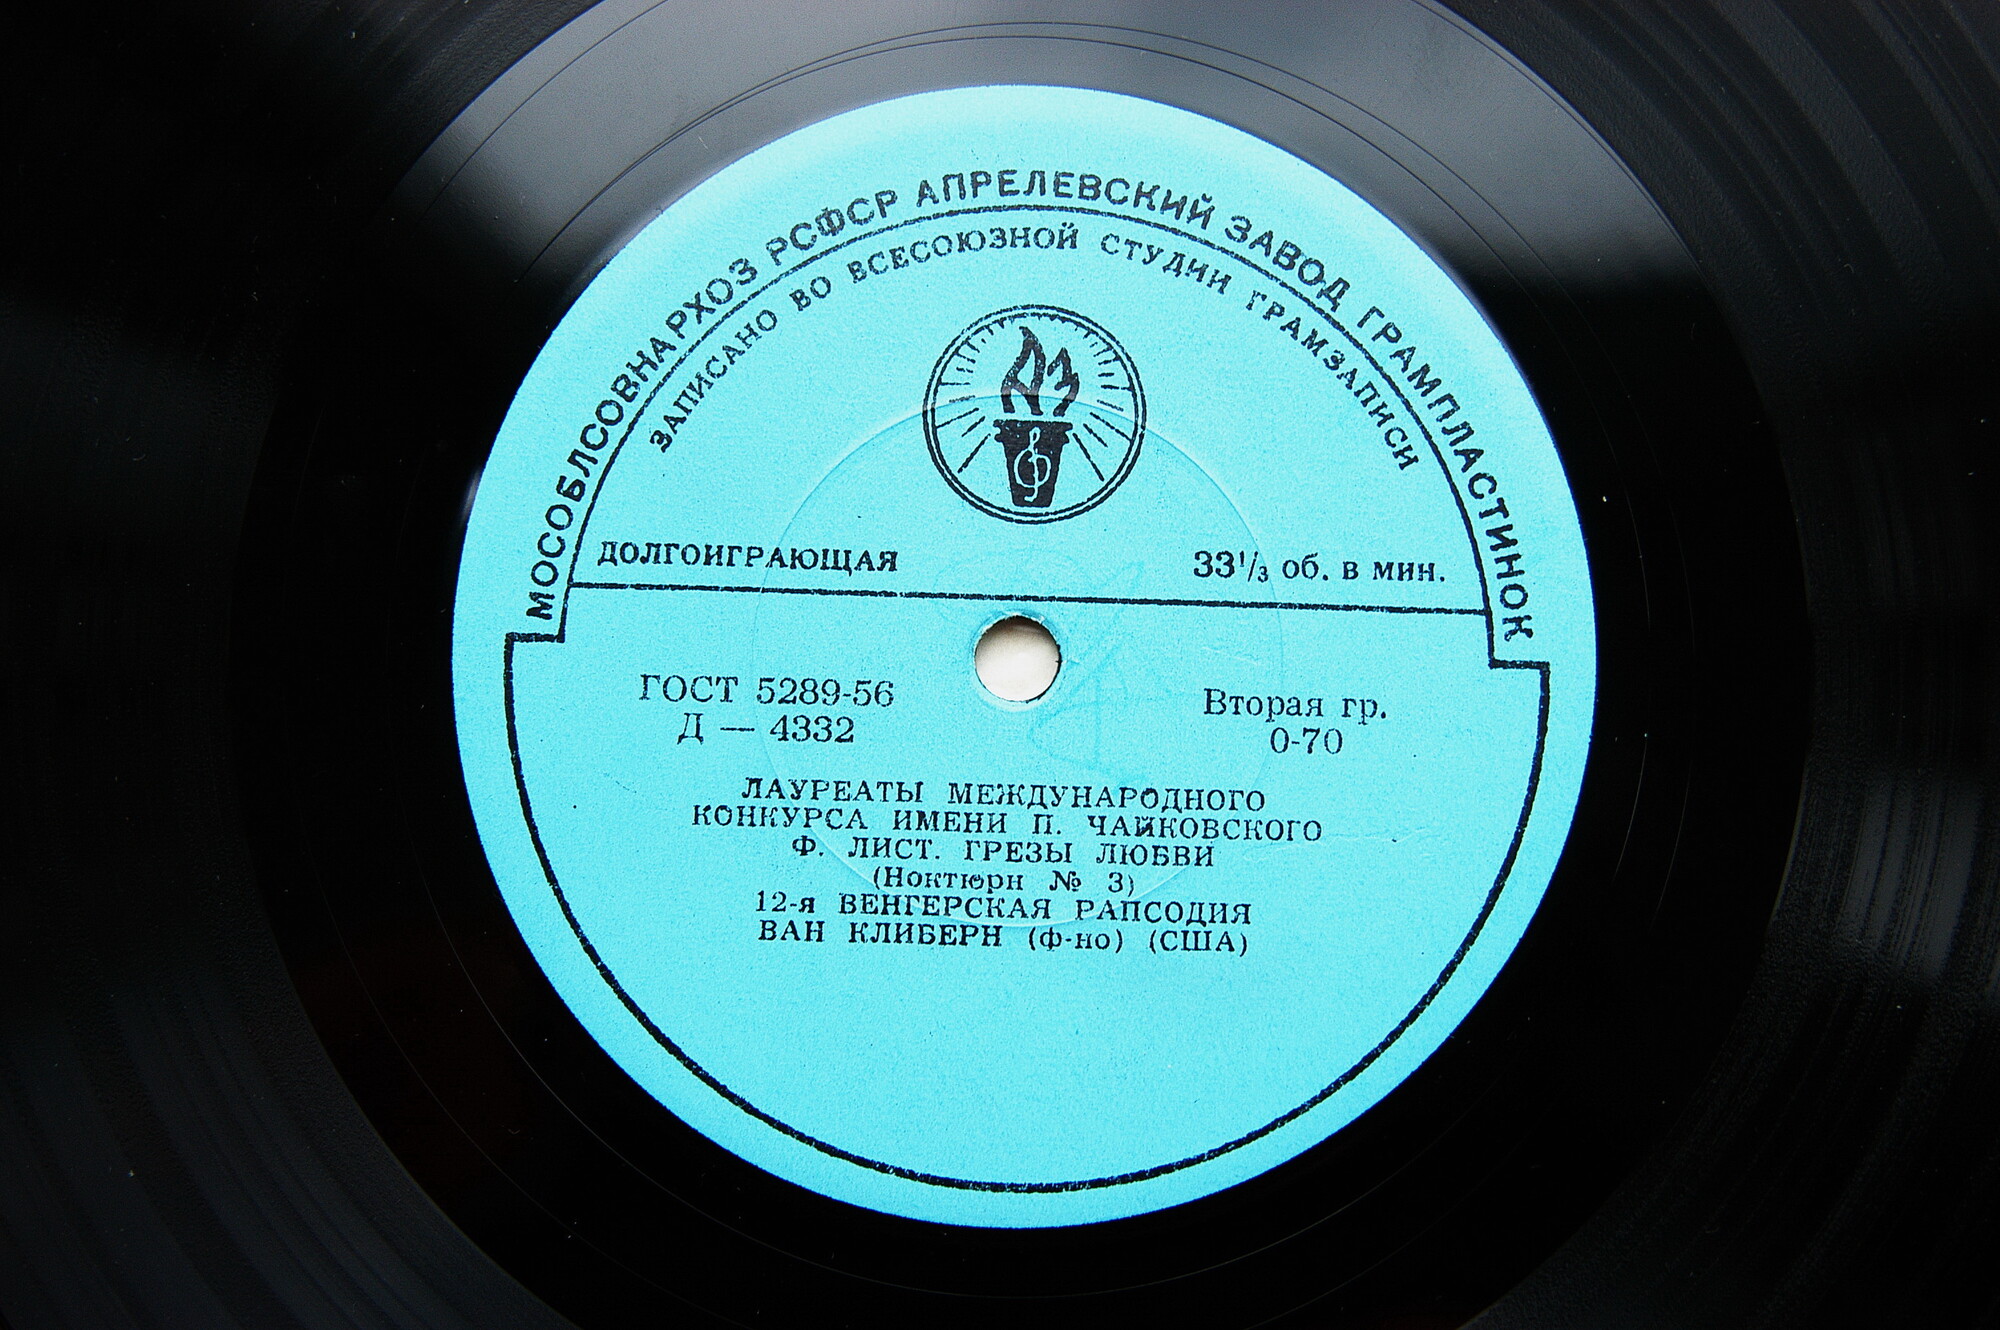 МОСОБЛСОВНАРХОЗ РСФСР АПРЕЛЕВСКИЙ ЗАВОД ГРАМПЛАСТИНОК
ЗАПИСАНО ВО ВСЕСОЮЗНОЙ СТУДИИ ГРАМЗАПИСИ
ДОЛГОИГРАЮЩАЯ 33⅓ об. в мин.
ГОСТ 5289-56 Вторая гр.
Д — 4332 0-70
ЛАУРЕАТЫ МЕЖДУНАРОДНОГО
КОНКУРСА ИМЕНИ П. ЧАЙКОВСКОГО
Ф. ЛИСТ. ГРЕЗЫ ЛЮБВИ
(Ноктюрн № 3)
12-я ВЕНГЕРСКАЯ РАПСОДИЯ
ВАН КЛИБЕРН (ф-но) (США)